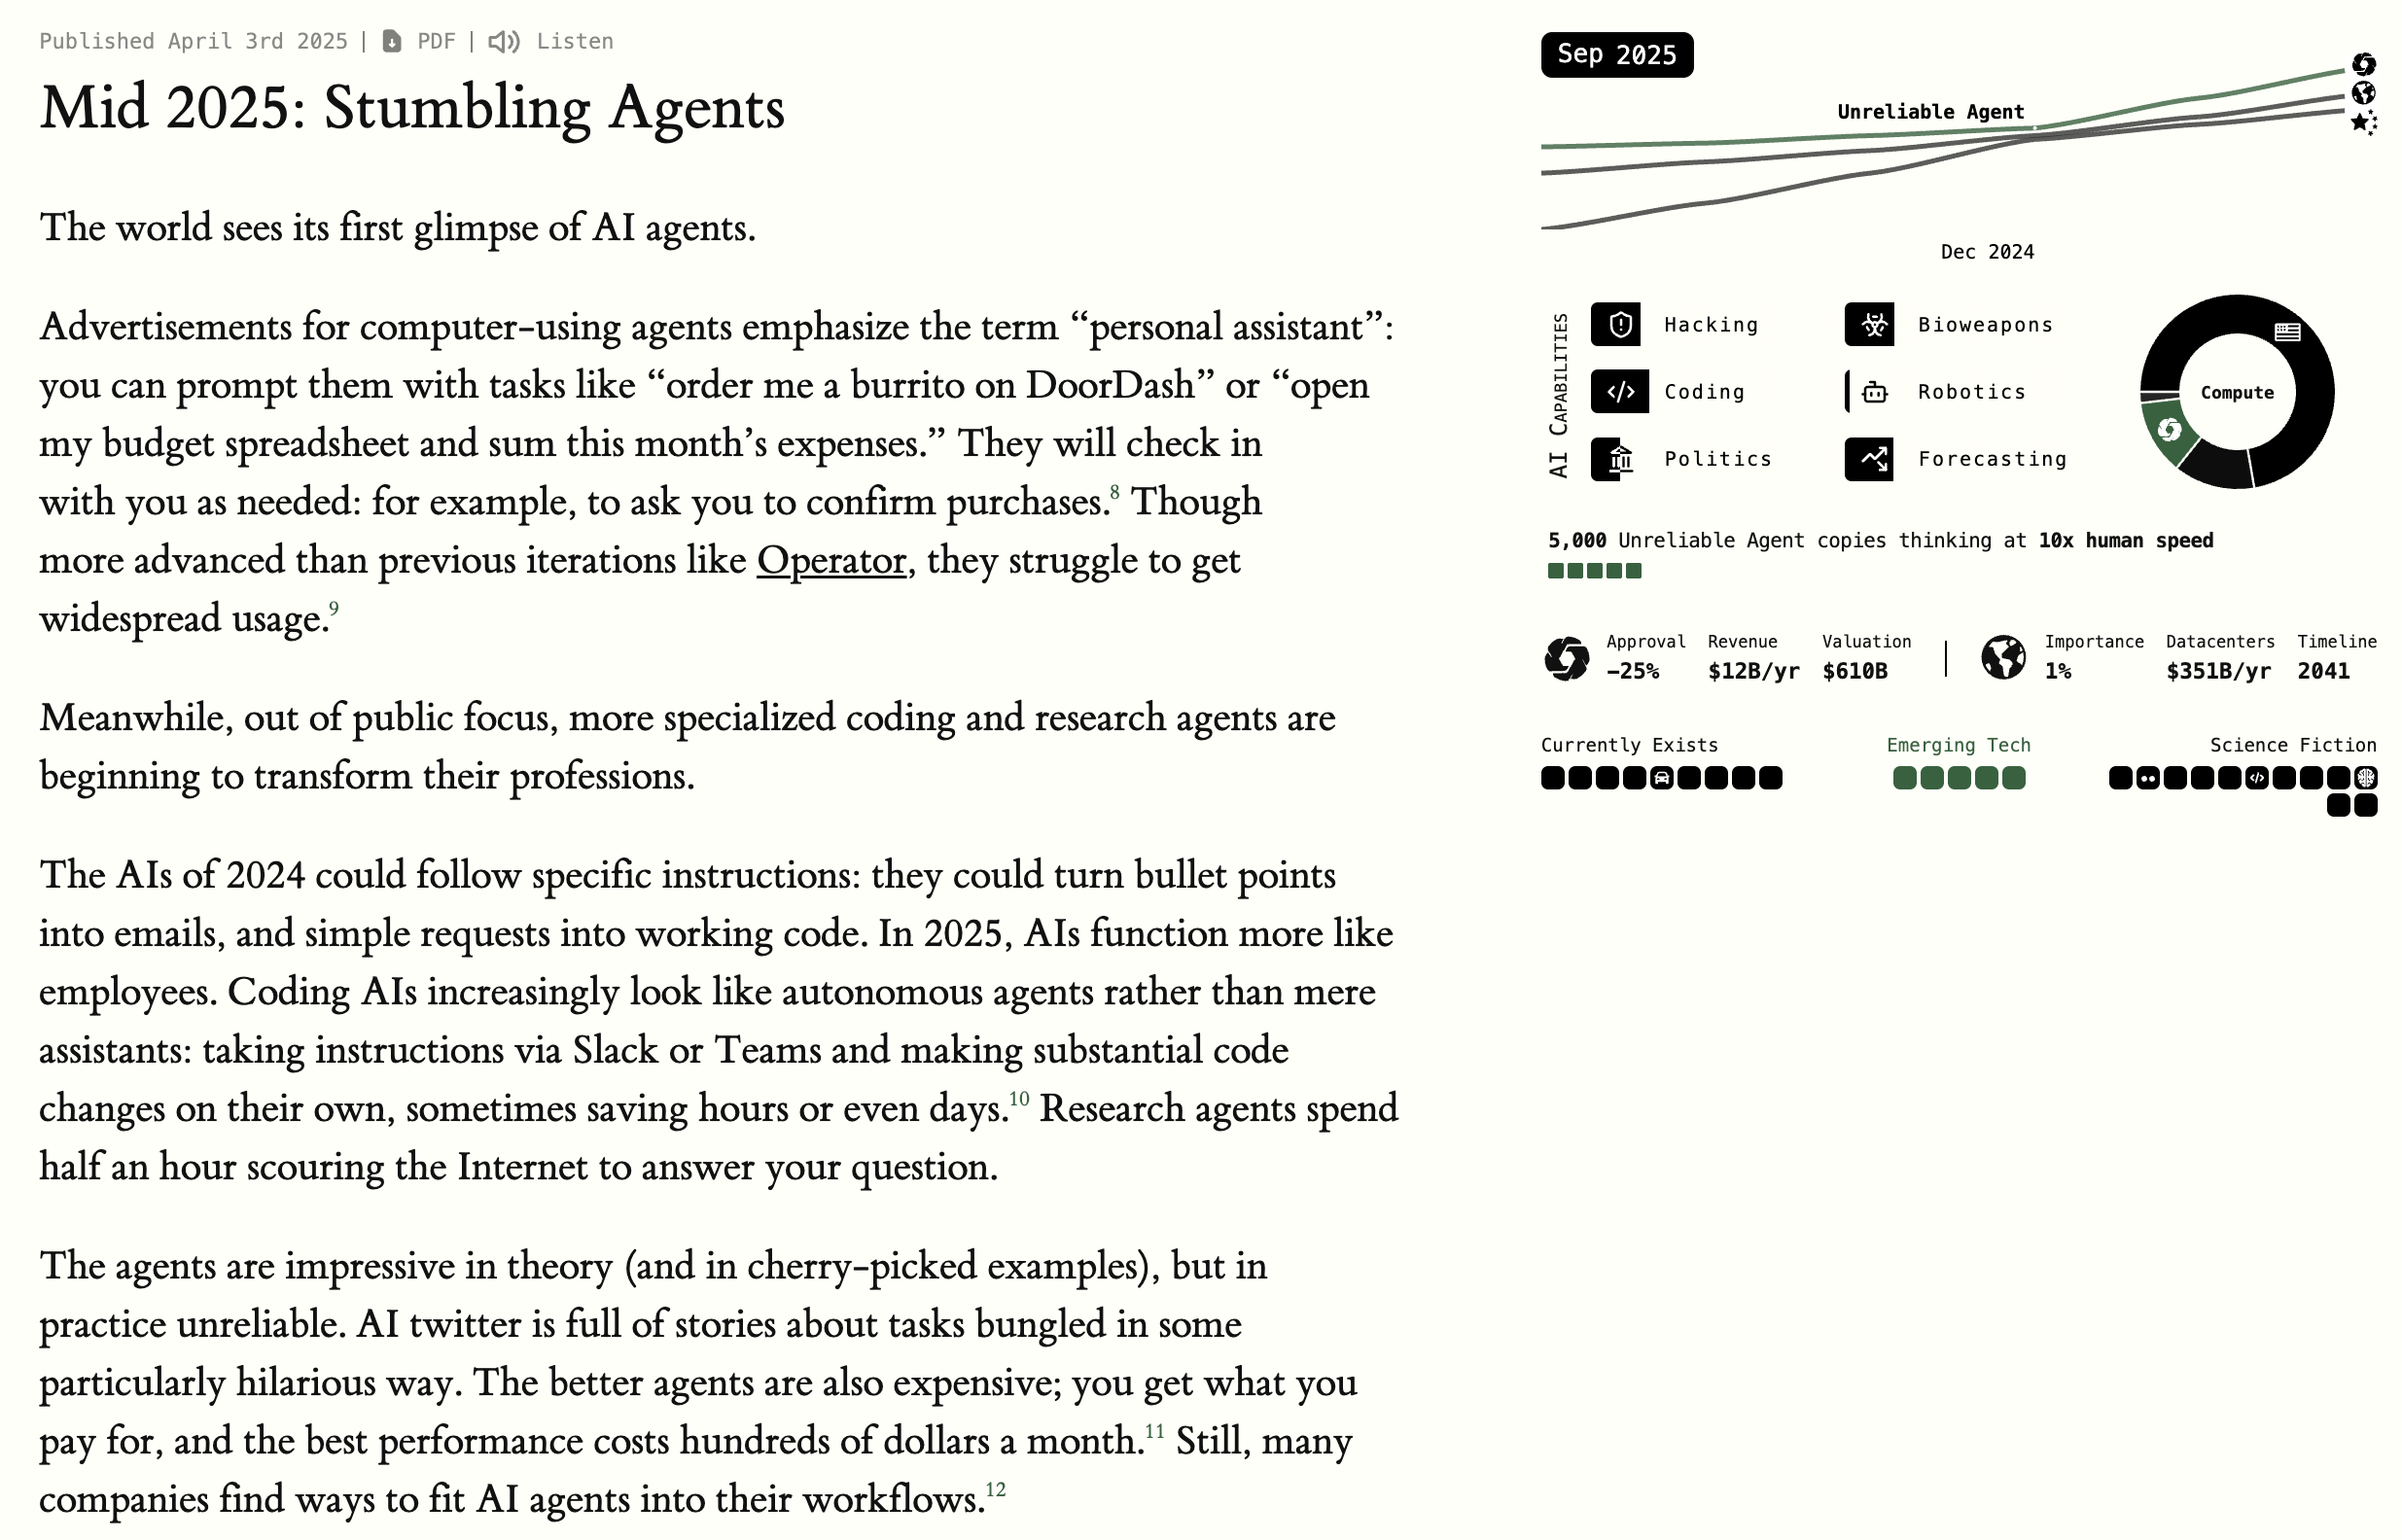 Published April 3rd 2025 | PDF | Listen
Mid 2025: Stumbling Agents
The world sees its first glimpse of AI agents.
Advertisements for computer-using agents emphasize the term “personal assistant”:
you can prompt them with tasks like “order me a burrito on DoorDash” or “open
my budget spreadsheet and sum this month’s expenses.” They will check in
with you as needed: for example, to ask you to confirm purchases.8 Though
more advanced than previous iterations like Operator, they struggle to get
widespread usage.9
Meanwhile, out of public focus, more specialized coding and research agents are
beginning to transform their professions.
The AIs of 2024 could follow specific instructions: they could turn bullet points
into emails, and simple requests into working code. In 2025, AIs function more like
employees. Coding AIs increasingly look like autonomous agents rather than mere
assistants: taking instructions via Slack or Teams and making substantial code
changes on their own, sometimes saving hours or even days.10 Research agents spend
half an hour scouring the Internet to answer your question.
The agents are impressive in theory (and in cherry-picked examples), but in
practice unreliable. AI twitter is full of stories about tasks bungled in some
particularly hilarious way. The better agents are also expensive; you get what you
pay for, and the best performance costs hundreds of dollars a month.11 Still, many
companies find ways to fit AI agents into their workflows.12
Sep 2025
Unreliable Agent
Dec 2024
AI Capabilities
Hacking
Bioweapons
Coding
Robotics
Politics
Forecasting
Compute
5,000 Unreliable Agent copies thinking at 10x human speed
Approval Revenue Valuation | Importance Datacenters Timeline
-25% $12B/yr $610B 1% $351B/yr 2041
Currently Exists
Emerging Tech
Science Fiction